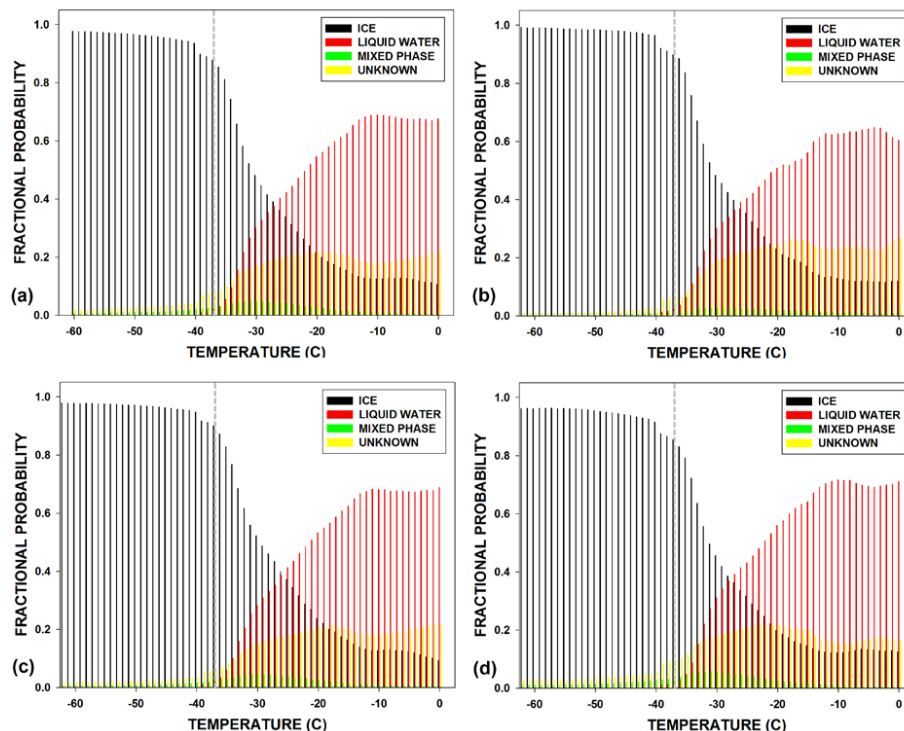 (a)
FRACTIONAL PROBABILITY
1.0
0.8
0.6
0.4
0.2
0.0
ICE
LIQUID WATER
MIXED PHASE
UNKNOWN
-60 -50 -40 -30 -20 -10 0
TEMPERATURE (C)
(b)
FRACTIONAL PROBABILITY
1.0
0.8
0.6
0.4
0.2
0.0
ICE
LIQUID WATER
MIXED PHASE
UNKNOWN
-60 -50 -40 -30 -20 -10 0
TEMPERATURE (C)
(c)
FRACTIONAL PROBABILITY
1.0
0.8
0.6
0.4
0.2
0.0
ICE
LIQUID WATER
MIXED PHASE
UNKNOWN
-60 -50 -40 -30 -20 -10 0
TEMPERATURE (C)
(d)
FRACTIONAL PROBABILITY
1.0
0.8
0.6
0.4
0.2
0.0
ICE
LIQUID WATER
MIXED PHASE
UNKNOWN
-60 -50 -40 -30 -20 -10 0
TEMPERATURE (C)